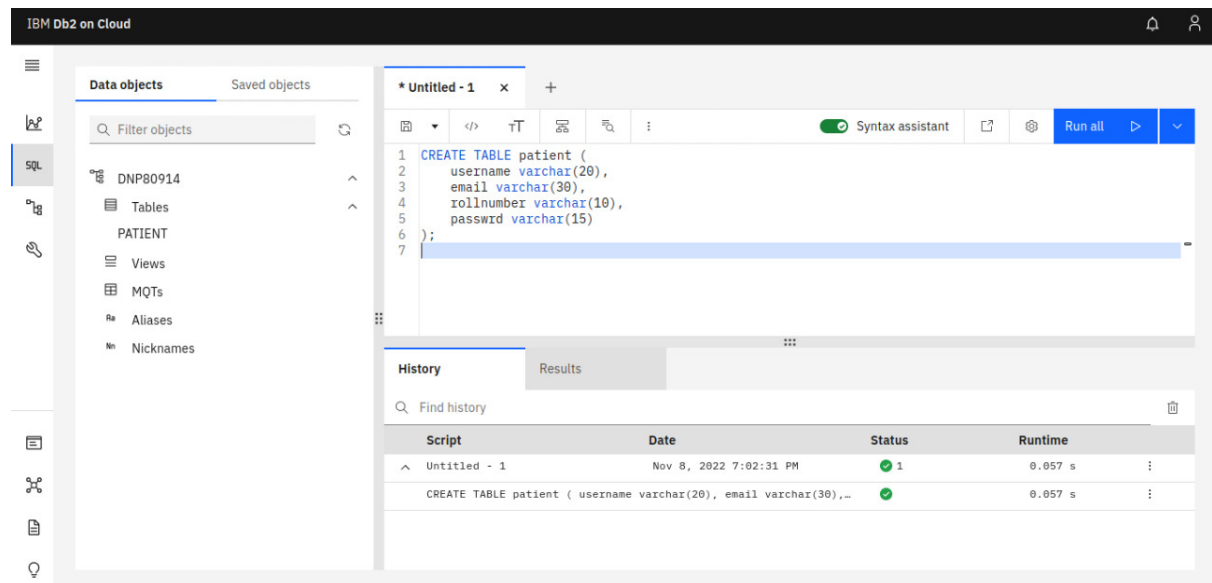 IBM Db2 on Cloud
Data objects
Saved objects
Filter objects
DNP80914
Tables
PATIENT
Views
MQTs
Aliases
Nicknames
SQL
* Untitled - 1
Syntax assistant
Run all
1 CREATE TABLE patient (
2 username varchar(20),
3 email varchar(30),
4 rollnumber varchar(10),
5 passwrd varchar(15)
6 );
7
History
Results
Find history
Script Date Status Runtime
Untitled - 1 Nov 8, 2022 7:02:31 PM 1 0.057 s
CREATE TABLE patient ( username varchar(20), email varchar(30),… 0.057 s